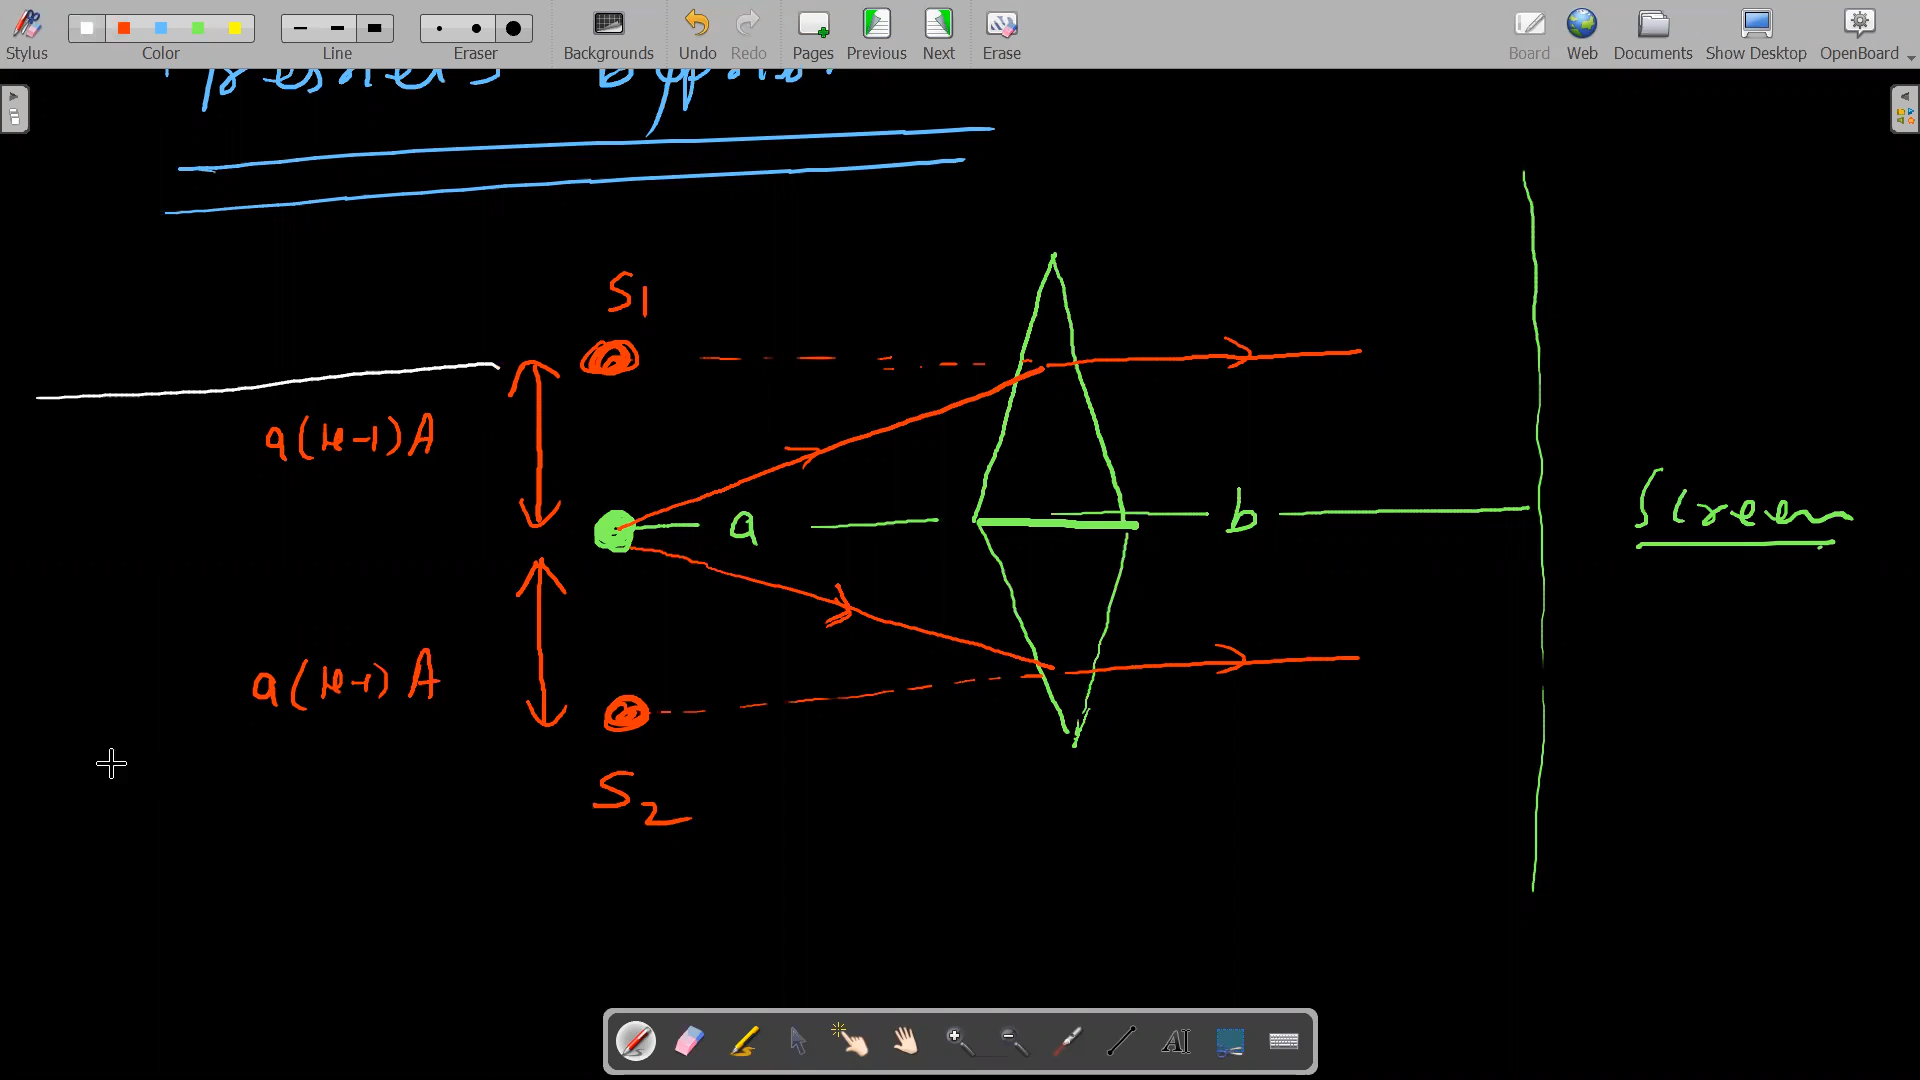 Stylus Color Line Eraser Backgrounds Undo Redo Pages Previous Next Erase Board Web Documents Show Desktop OpenBoard
S1
a(μ-1)A
a b
Screen
a(μ-1)A
S2
AI